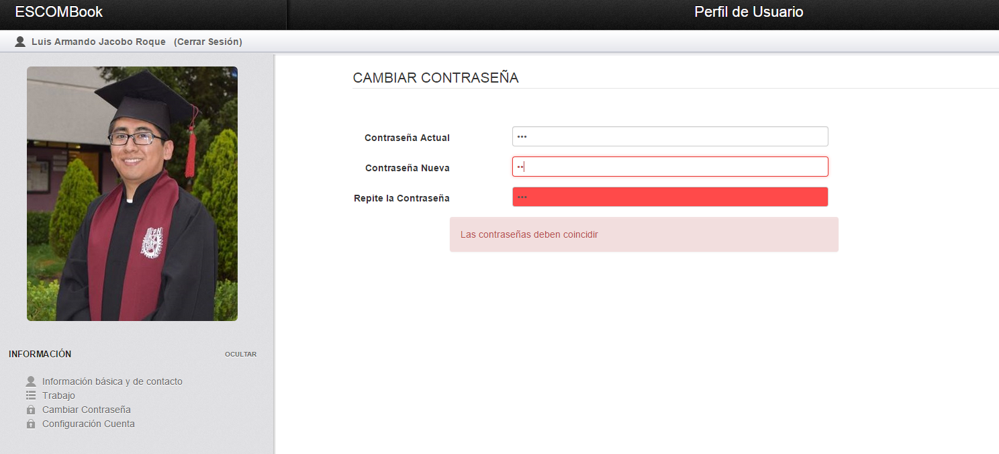 ESCOMBook
Perfil de Usuario
Luis Armando Jacobo Roque (Cerrar Sesión)
CAMBIAR CONTRASEÑA
Contraseña Actual
•••
Contraseña Nueva
••
Repite la Contraseña
•••
Las contraseñas deben coincidir
IPN
INFORMACIÓN
OCULTAR
Información básica y de contacto
Trabajo
Cambiar Contraseña
Configuración Cuenta